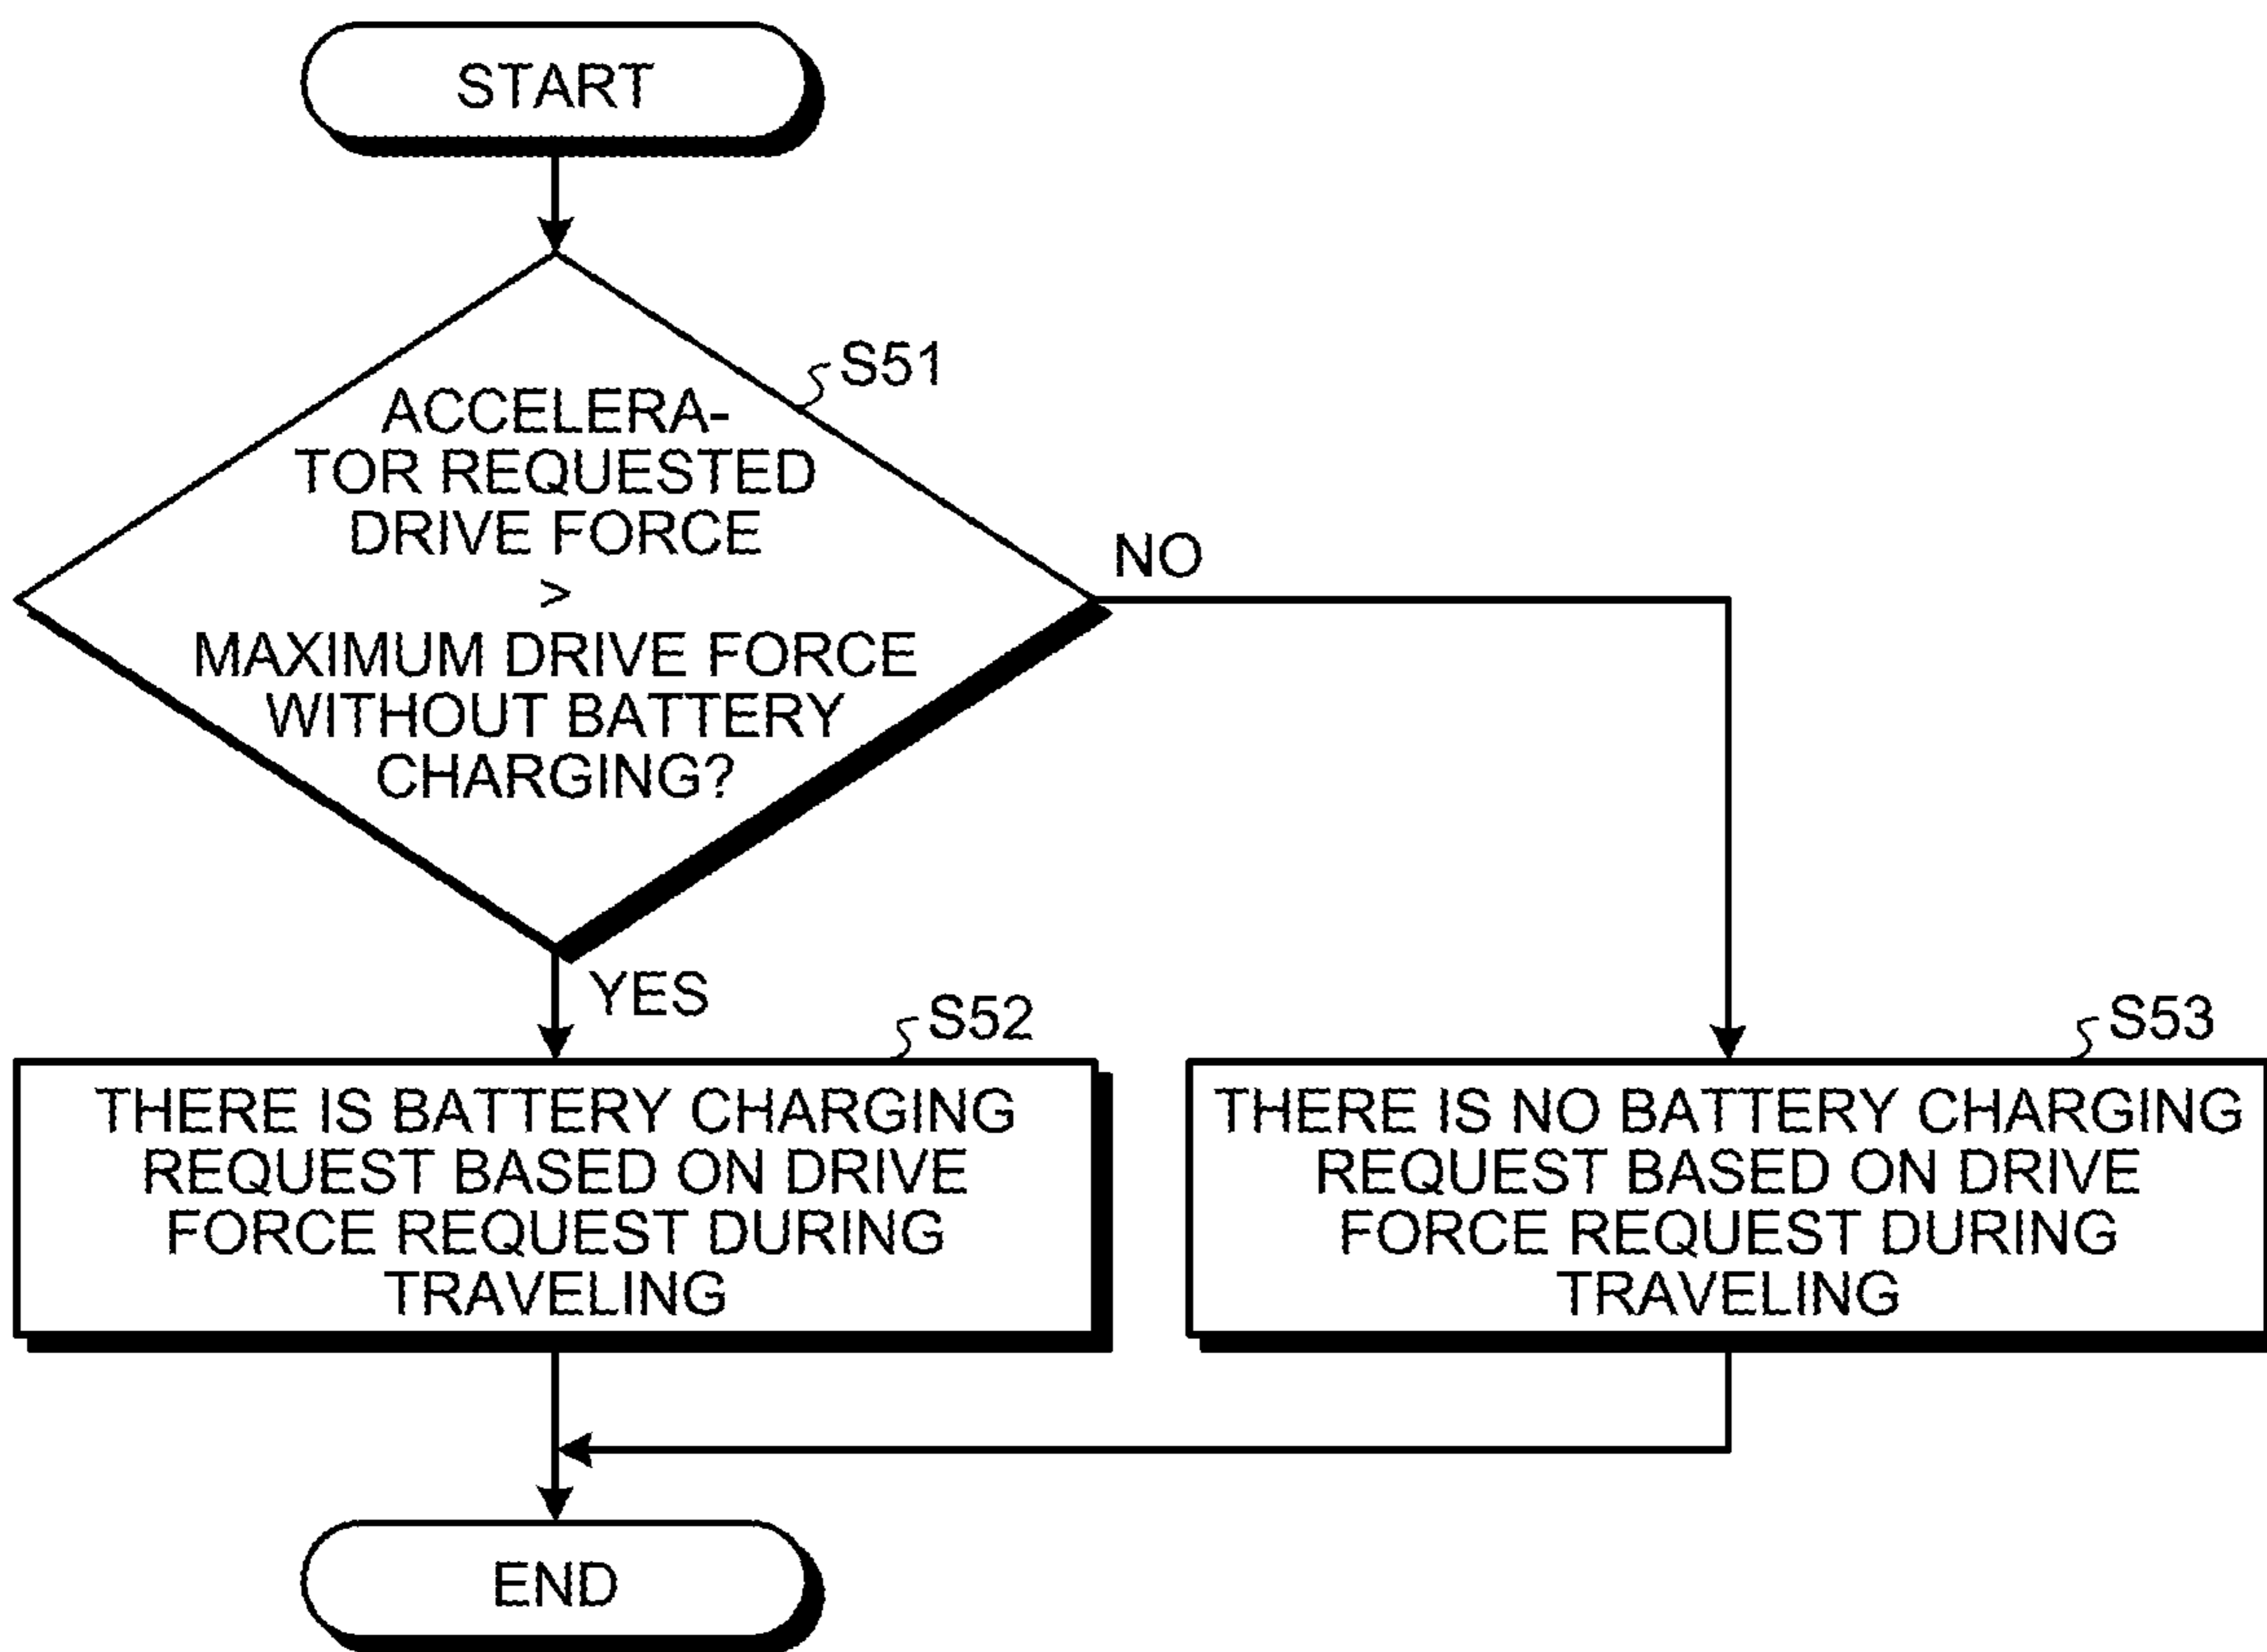 START
S51
ACCELERA-
TOR REQUESTED
DRIVE FORCE
>
MAXIMUM DRIVE FORCE
WITHOUT BATTERY
CHARGING?
NO
YES
S52
THERE IS BATTERY CHARGING
REQUEST BASED ON DRIVE
FORCE REQUEST DURING
TRAVELING
S53
THERE IS NO BATTERY CHARGING
REQUEST BASED ON DRIVE
FORCE REQUEST DURING
TRAVELING
END